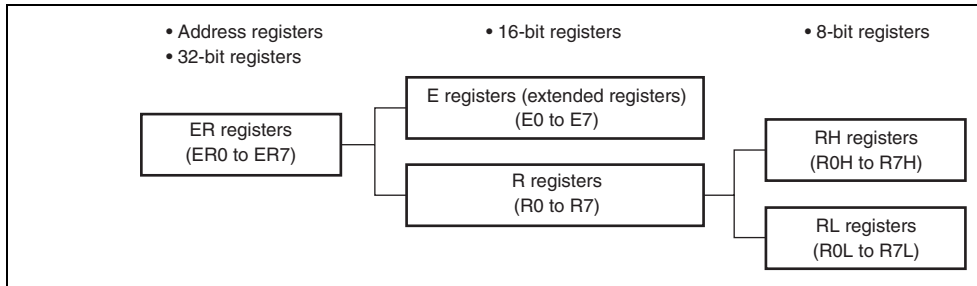 • Address registers
• 32-bit registers
• 16-bit registers
• 8-bit registers
ER registers
(ER0 to ER7)
E registers (extended registers)
(E0 to E7)
R registers
(R0 to R7)
RH registers
(R0H to R7H)
RL registers
(R0L to R7L)